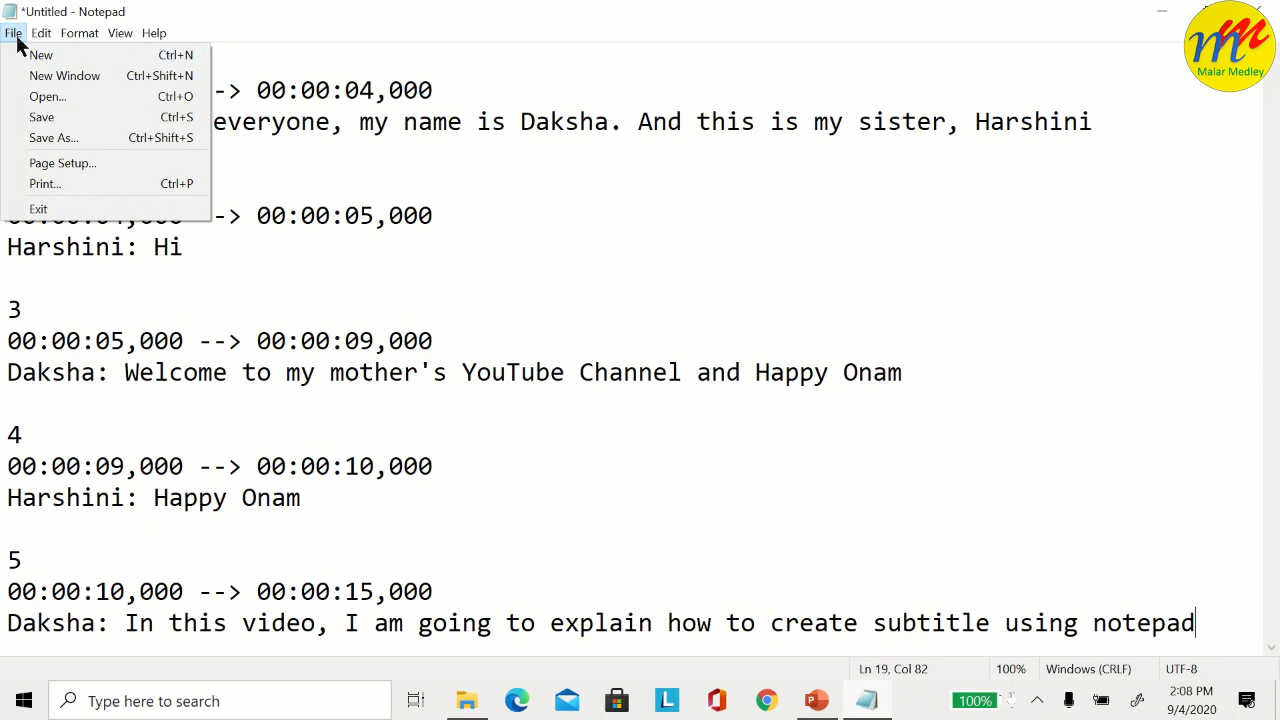 *Untitled - Notepad
File Edit Format View Help
New Ctrl+N
New Window Ctrl+Shift+N
Open... Ctrl+O
Save Ctrl+S
Save As... Ctrl+Shift+S
Page Setup...
Print... Ctrl+P
Exit
Malar Medley
-> 00:00:04,000
everyone, my name is Daksha. And this is my sister, Harshini
--> 00:00:05,000
Harshini: Hi
3
00:00:05,000 --> 00:00:09,000
Daksha: Welcome to my mother's YouTube Channel and Happy Onam
4
00:00:09,000 --> 00:00:10,000
Harshini: Happy Onam
5
00:00:10,000 --> 00:00:15,000
Daksha: In this video, I am going to explain how to create subtitle using notepad
Ln 19, Col 82 100% Windows (CRLF) UTF-8
Type here to search
100%
2:08 PM
9/4/2020